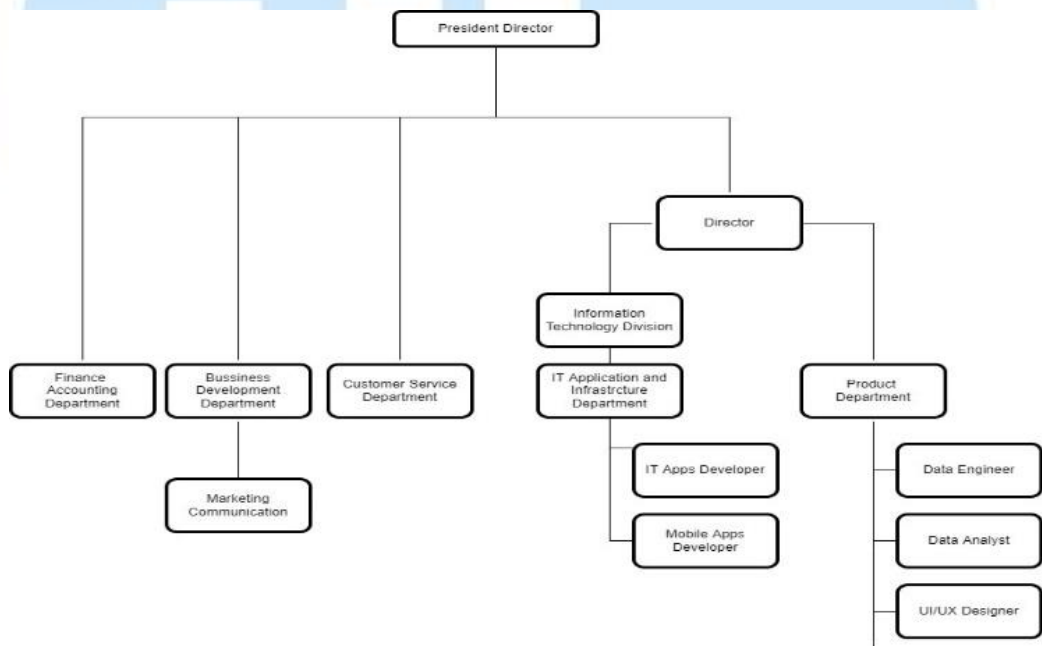 President Director
Director
Information
Technology Division
Finance
Accounting
Department
Bussiness
Development
Department
Customer Service
Department
IT Application and
Infrastrcture
Department
Product
Department
IT Apps Developer
Data Engineer
Marketing
Communication
Mobile Apps
Developer
Data Analyst
UI/UX Designer